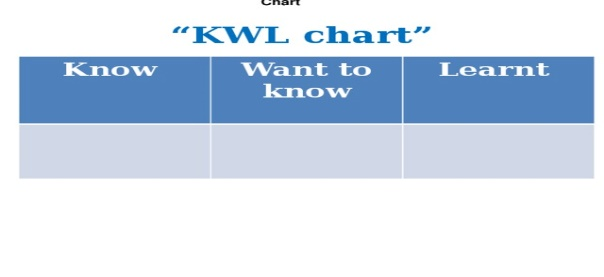 Chart
“KWL chart”
Know
Want to
know
Learnt